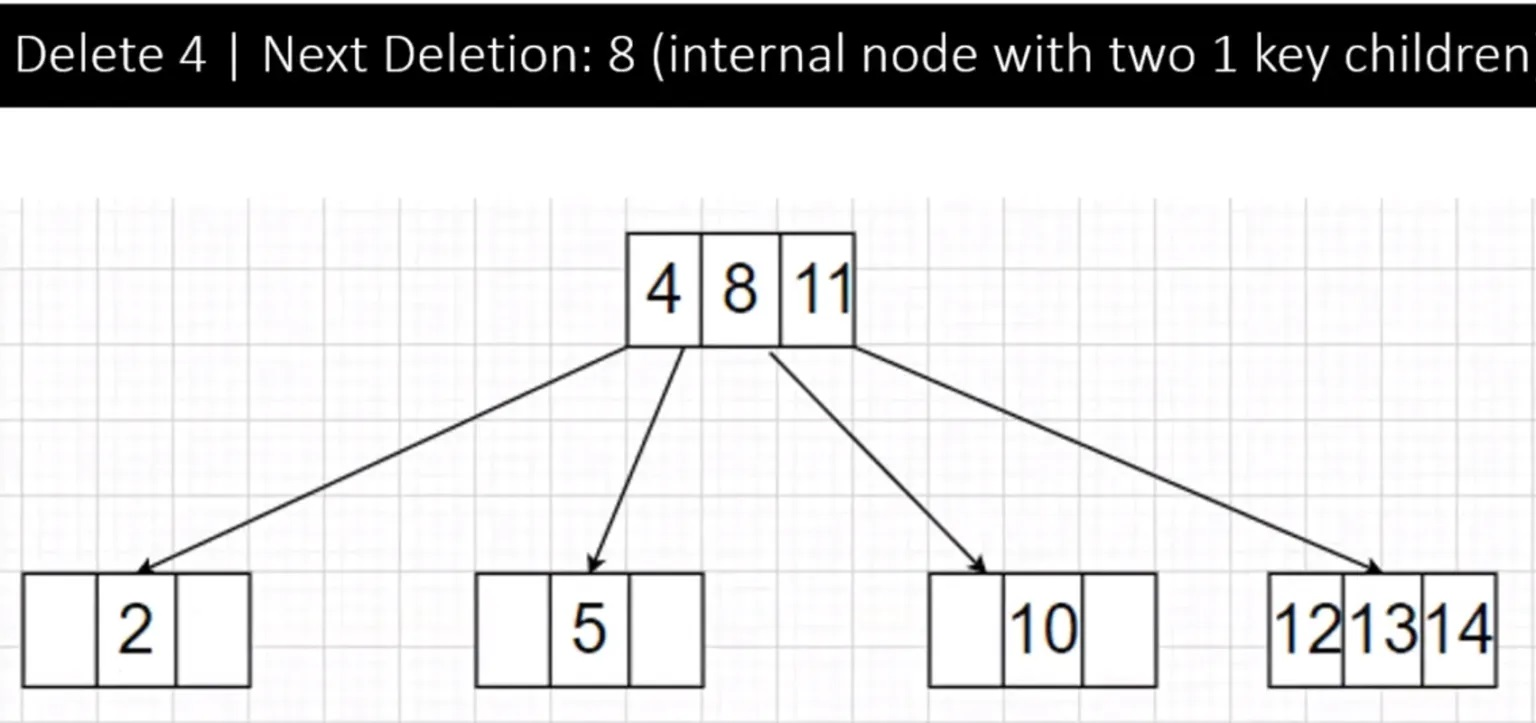 Delete 4 | Next Deletion: 8 (internal node with two 1 key children
4 8 11
2 5 10 12 13 14